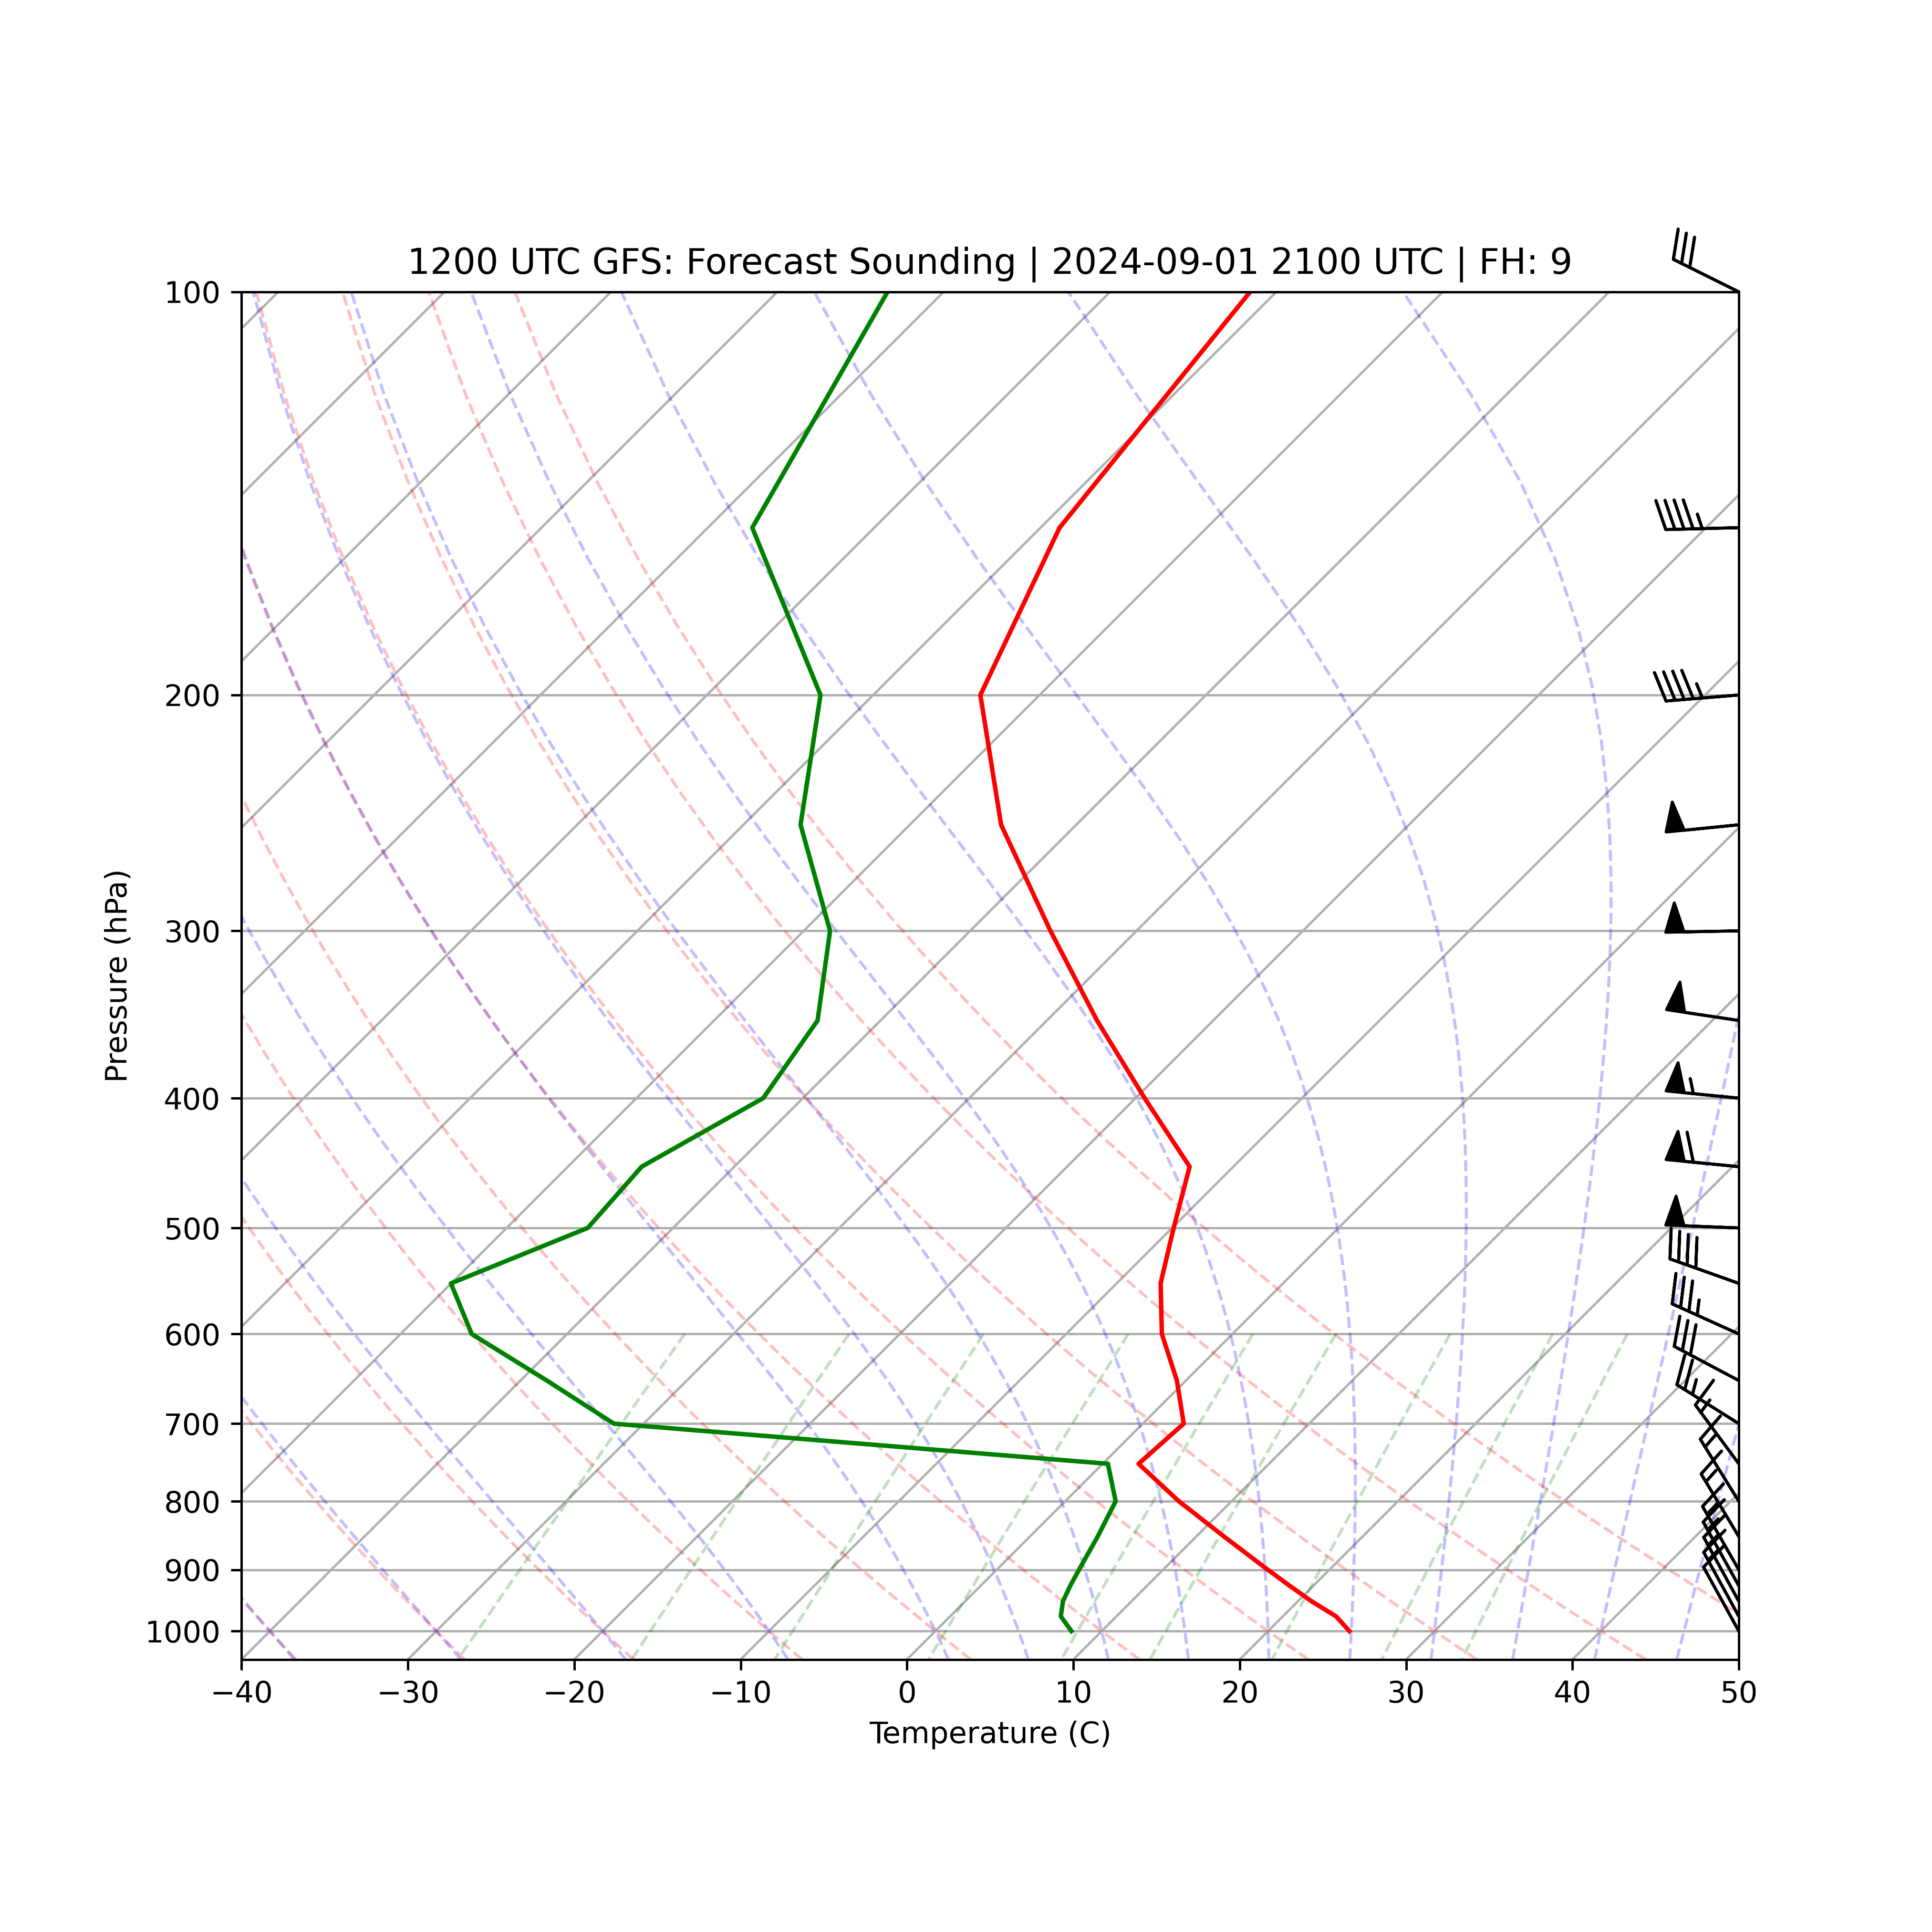 1200 UTC GFS: Forecast Sounding | 2024-09-01 2100 UTC | FH: 9
100
200
300
400
500
600
700
800
900
1000
Pressure (hPa)
−40 −30 −20 −10 0 10 20 30 40 50
Temperature (C)